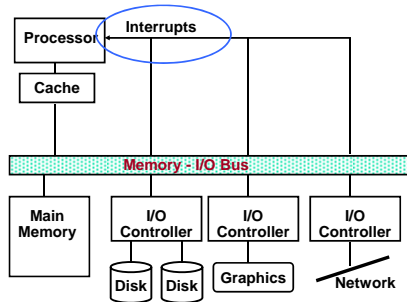 Interrupts
Processor
Cache
Memory - I/O Bus
Main
Memory
I/O
Controller
I/O
Controller
I/O
Controller
Disk
Disk
Graphics
Network